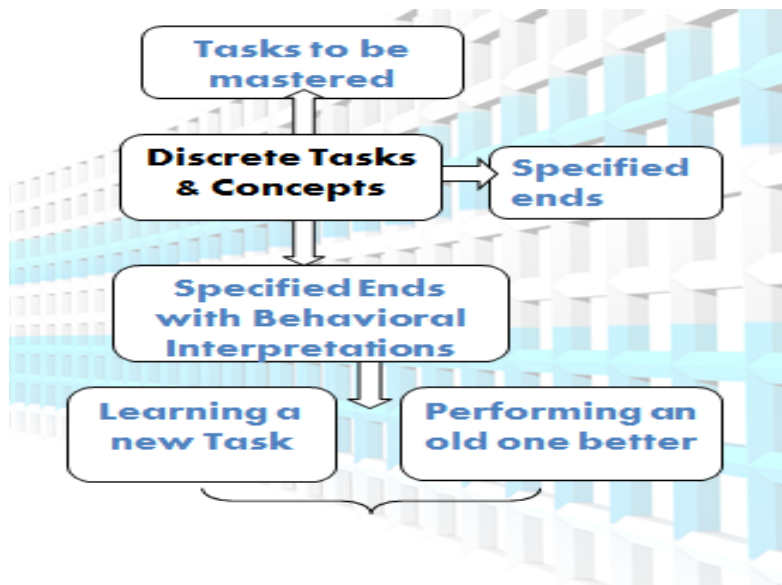 Tasks to be
mastered
Discrete Tasks
& Concepts
Specified
ends
Specified Ends
with Behavioral
Interpretations
Learning a
new Task
Performing an
old one better